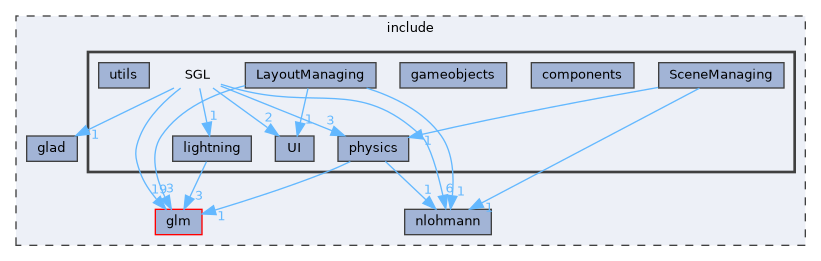 include
utils
SGL
LayoutManaging
gameobjects
components
SceneManaging
1
2
1
3
1
glad
lightning
UI
physics
1
19
3
3
1
6
1
1
1
glm
nlohmann